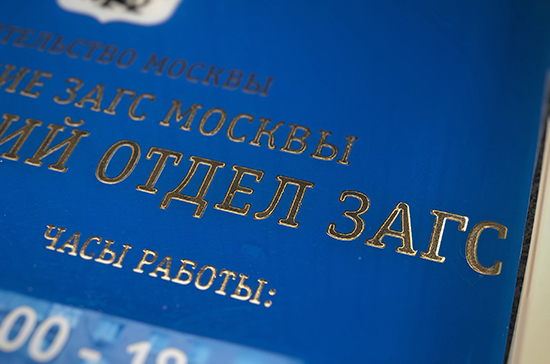 МОСКВЫ
ЗАГС МОСКВЫ
ОТДЕЛ ЗАГС
ЧАСЫ РАБОТЫ: